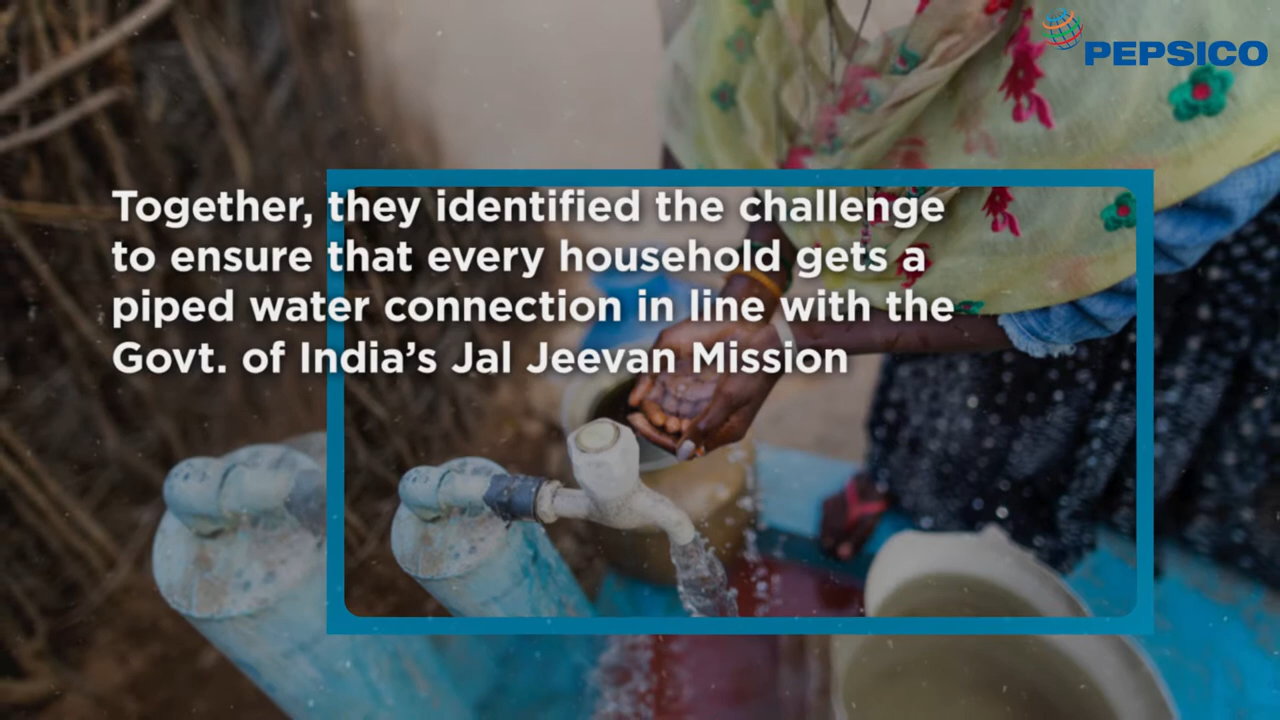 PEPSICO
Together, they identified the challenge
to ensure that every household gets a
piped water connection in line with the
Govt. of India’s Jal Jeevan Mission